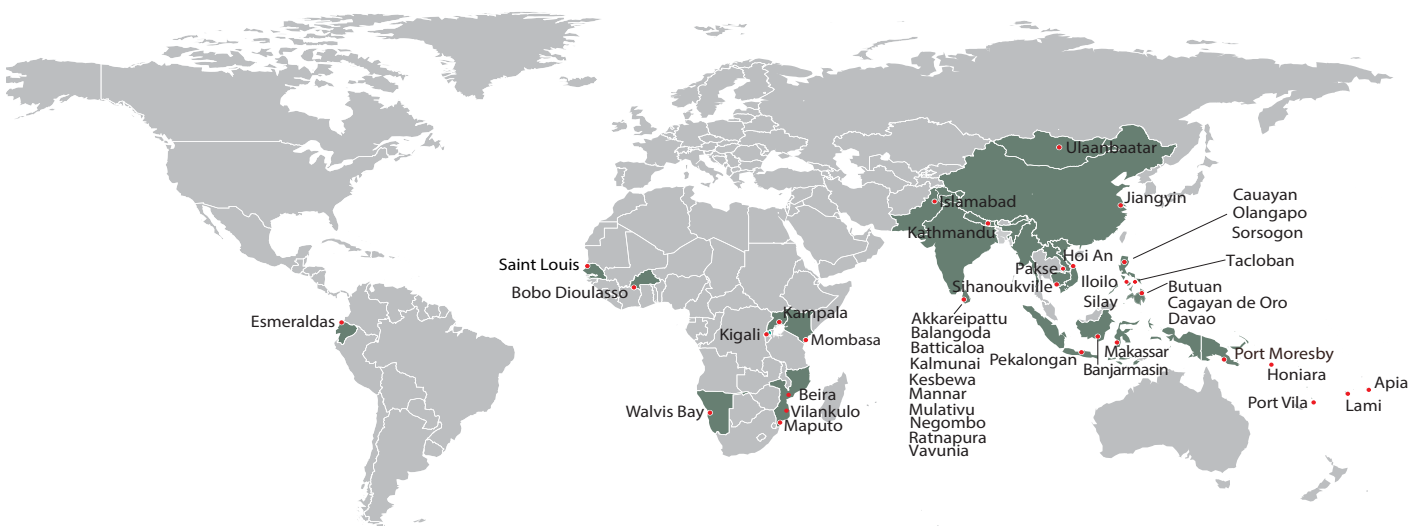 Ulaanbaatar
Islamabad
Jiangyin
Kathmandu
Cauayan
Olangapo
Sorsogon
Hoi An
Pakse
Tacloban
Saint Louis
Bobo Dioulasso
Sihanoukville
Iloilo
Silay
Butuan
Cagayan de Oro
Davao
Esmeraldas
Kampala
Kigali
Mombasa
Akkareipattu
Balangoda
Batticaloa
Kalmunai
Kesbewa
Mannar
Mulativu
Negombo
Ratnapura
Vavunia
Pekalongan
Makassar
Banjarmasin
Port Moresby
Honiara
Apia
Port Vila
Lami
Walvis Bay
Beira
Vilankulo
Maputo